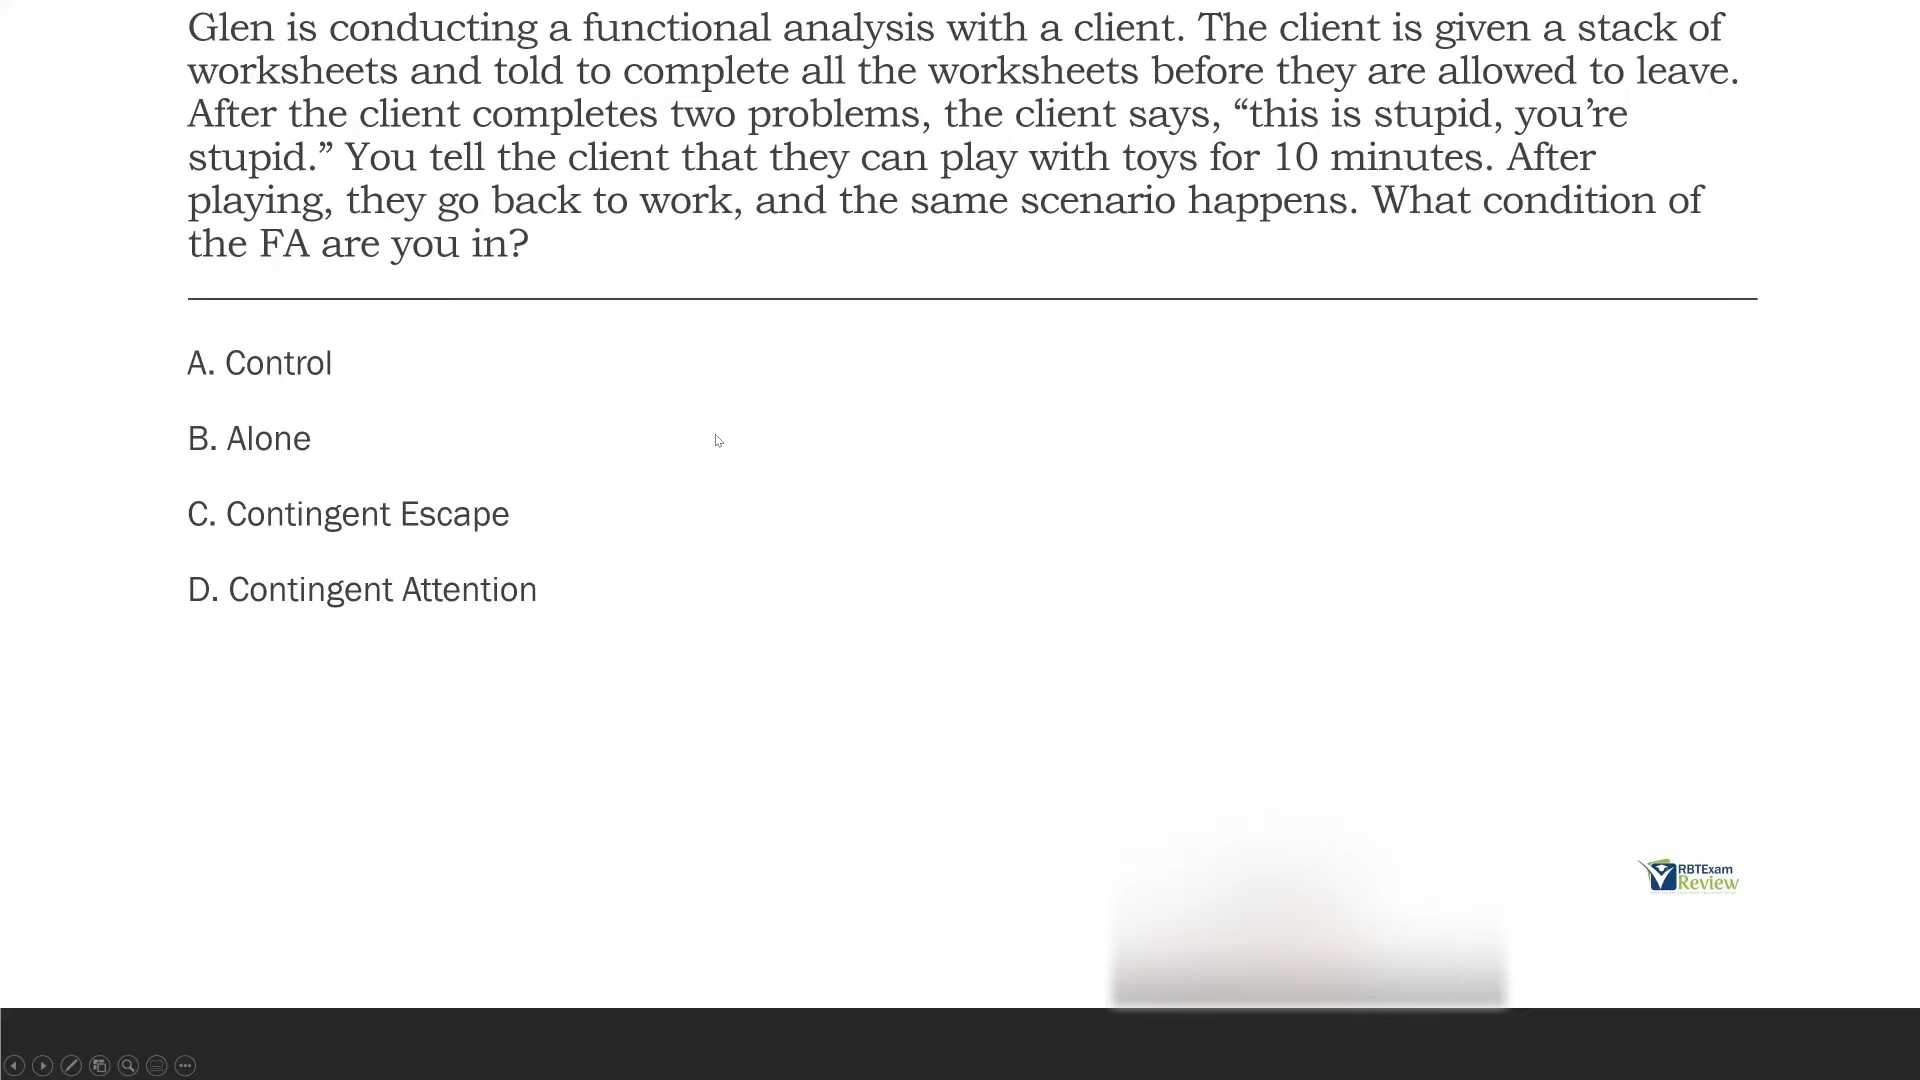 Glen is conducting a functional analysis with a client. The client is given a stack of
worksheets and told to complete all the worksheets before they are allowed to leave.
After the client completes two problems, the client says, “this is stupid, you’re
stupid.” You tell the client that they can play with toys for 10 minutes. After
playing, they go back to work, and the same scenario happens. What condition of
the FA are you in?
A. Control
B. Alone
C. Contingent Escape
D. Contingent Attention
RBTExam
Review